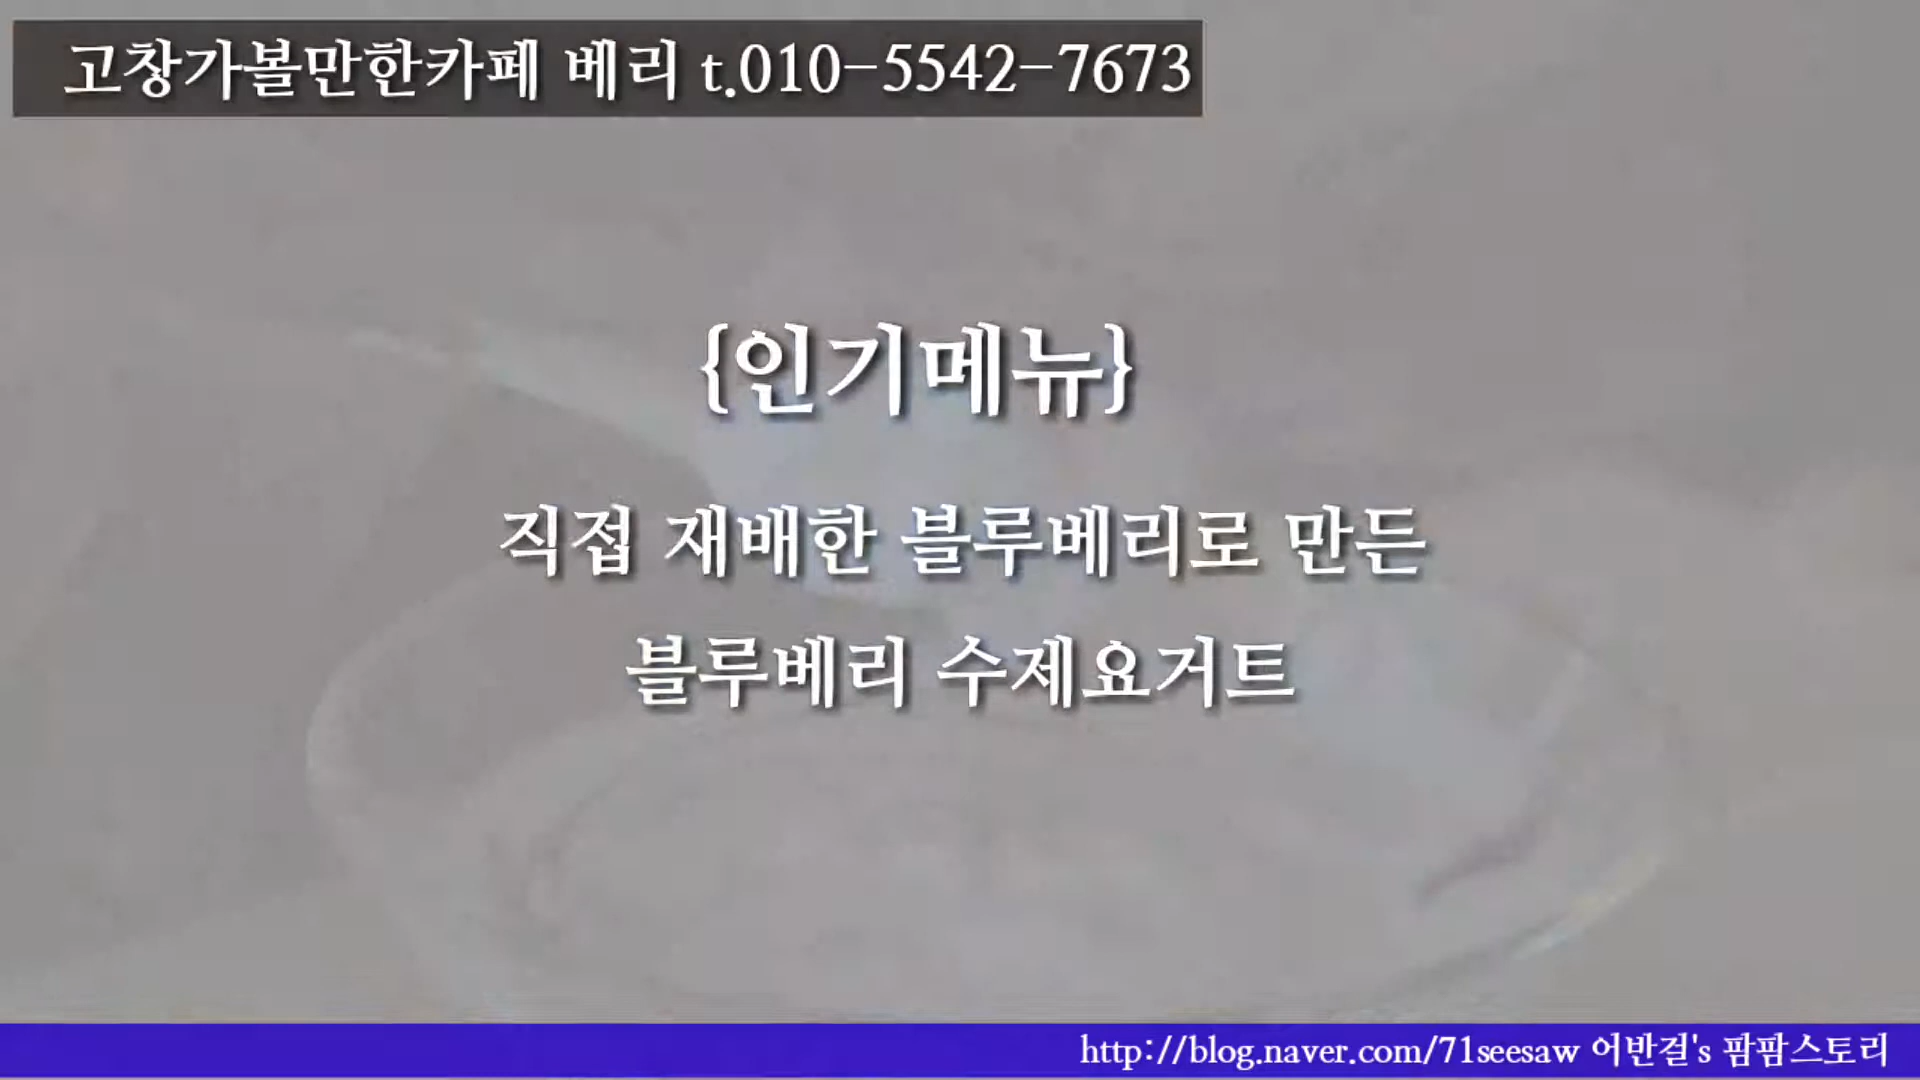 고창가볼만한카페 베리 t.010-5542-7673
{인기메뉴}
직접 재배한 블루베리로 만든
블루베리 수제요거트
http://blog.naver.com/71seesaw 어반걸's 팜팜스토리